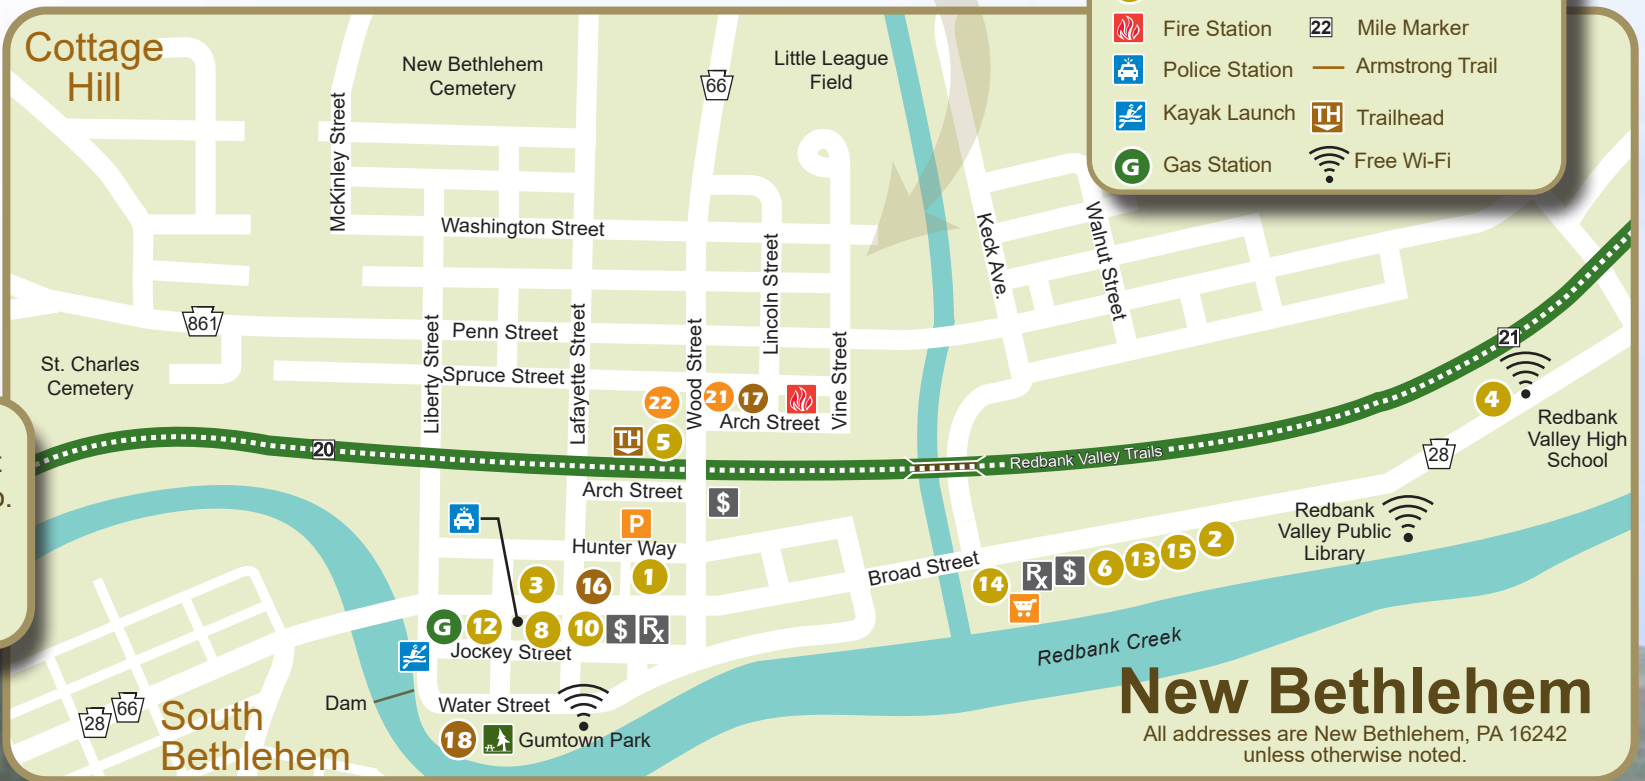 Cottage
Hill
New Bethlehem
Cemetery
66
Little League
Field
Fire Station
22
Mile Marker
Police Station
Armstrong Trail
Kayak Launch
TH
Trailhead
G
Gas Station
Free Wi-Fi
McKinley Street
Washington Street
Lincoln Street
Keck Ave.
Walnut Street
861
Penn Street
Liberty Street
Lafayette Street
Wood Street
Vine Street
St. Charles
Cemetery
Spruce Street
22
21
17
Arch Street
TH
5
20
21
4
Redbank
Valley High
School
28
Redbank Valley Trails
Arch Street
$
P
Hunter Way
Redbank
Valley Public
Library
Broad Street
3
16
1
14
Rx
$
6
13
15
2
G
12
8
10
$
Rx
Jockey Street
Redbank Creek
Dam
Water Street
18
Gumtown Park
28
66
South
Bethlehem
New Bethlehem
All addresses are New Bethlehem, PA 16242
unless otherwise noted.